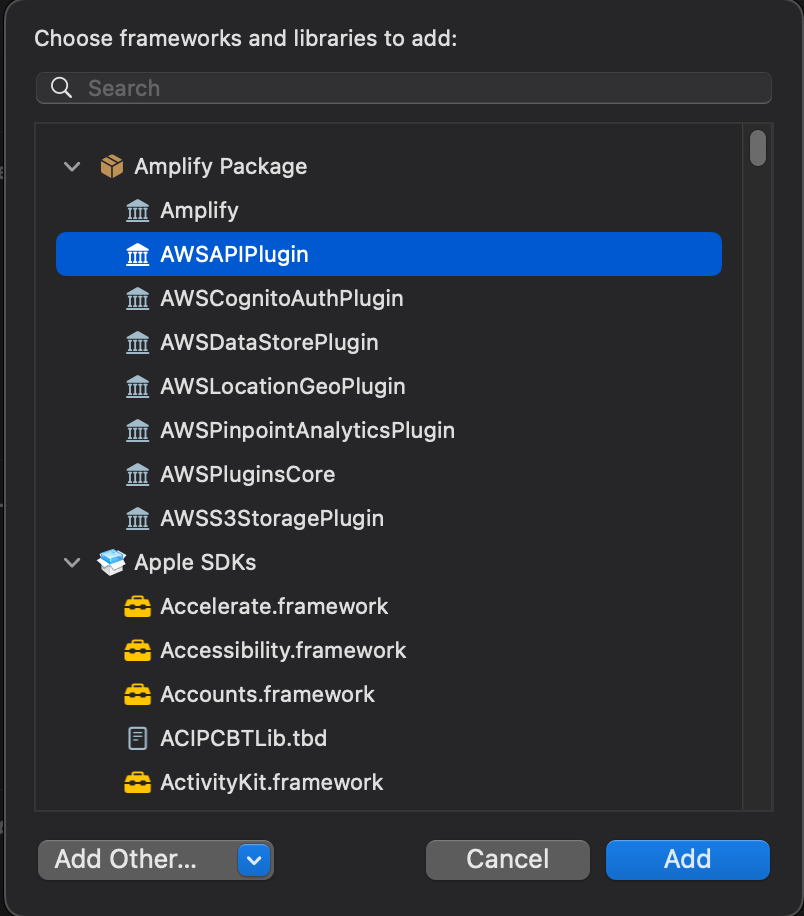 Choose frameworks and libraries to add:
Search
Amplify Package
Amplify
AWSAPIPlugin
AWSCognitoAuthPlugin
AWSDataStorePlugin
AWSLocationGeoPlugin
AWSPinpointAnalyticsPlugin
AWSPluginsCore
AWSS3StoragePlugin
Apple SDKs
Accelerate.framework
Accessibility.framework
Accounts.framework
ACIPCBTLib.tbd
ActivityKit.framework
Add Other... Cancel Add